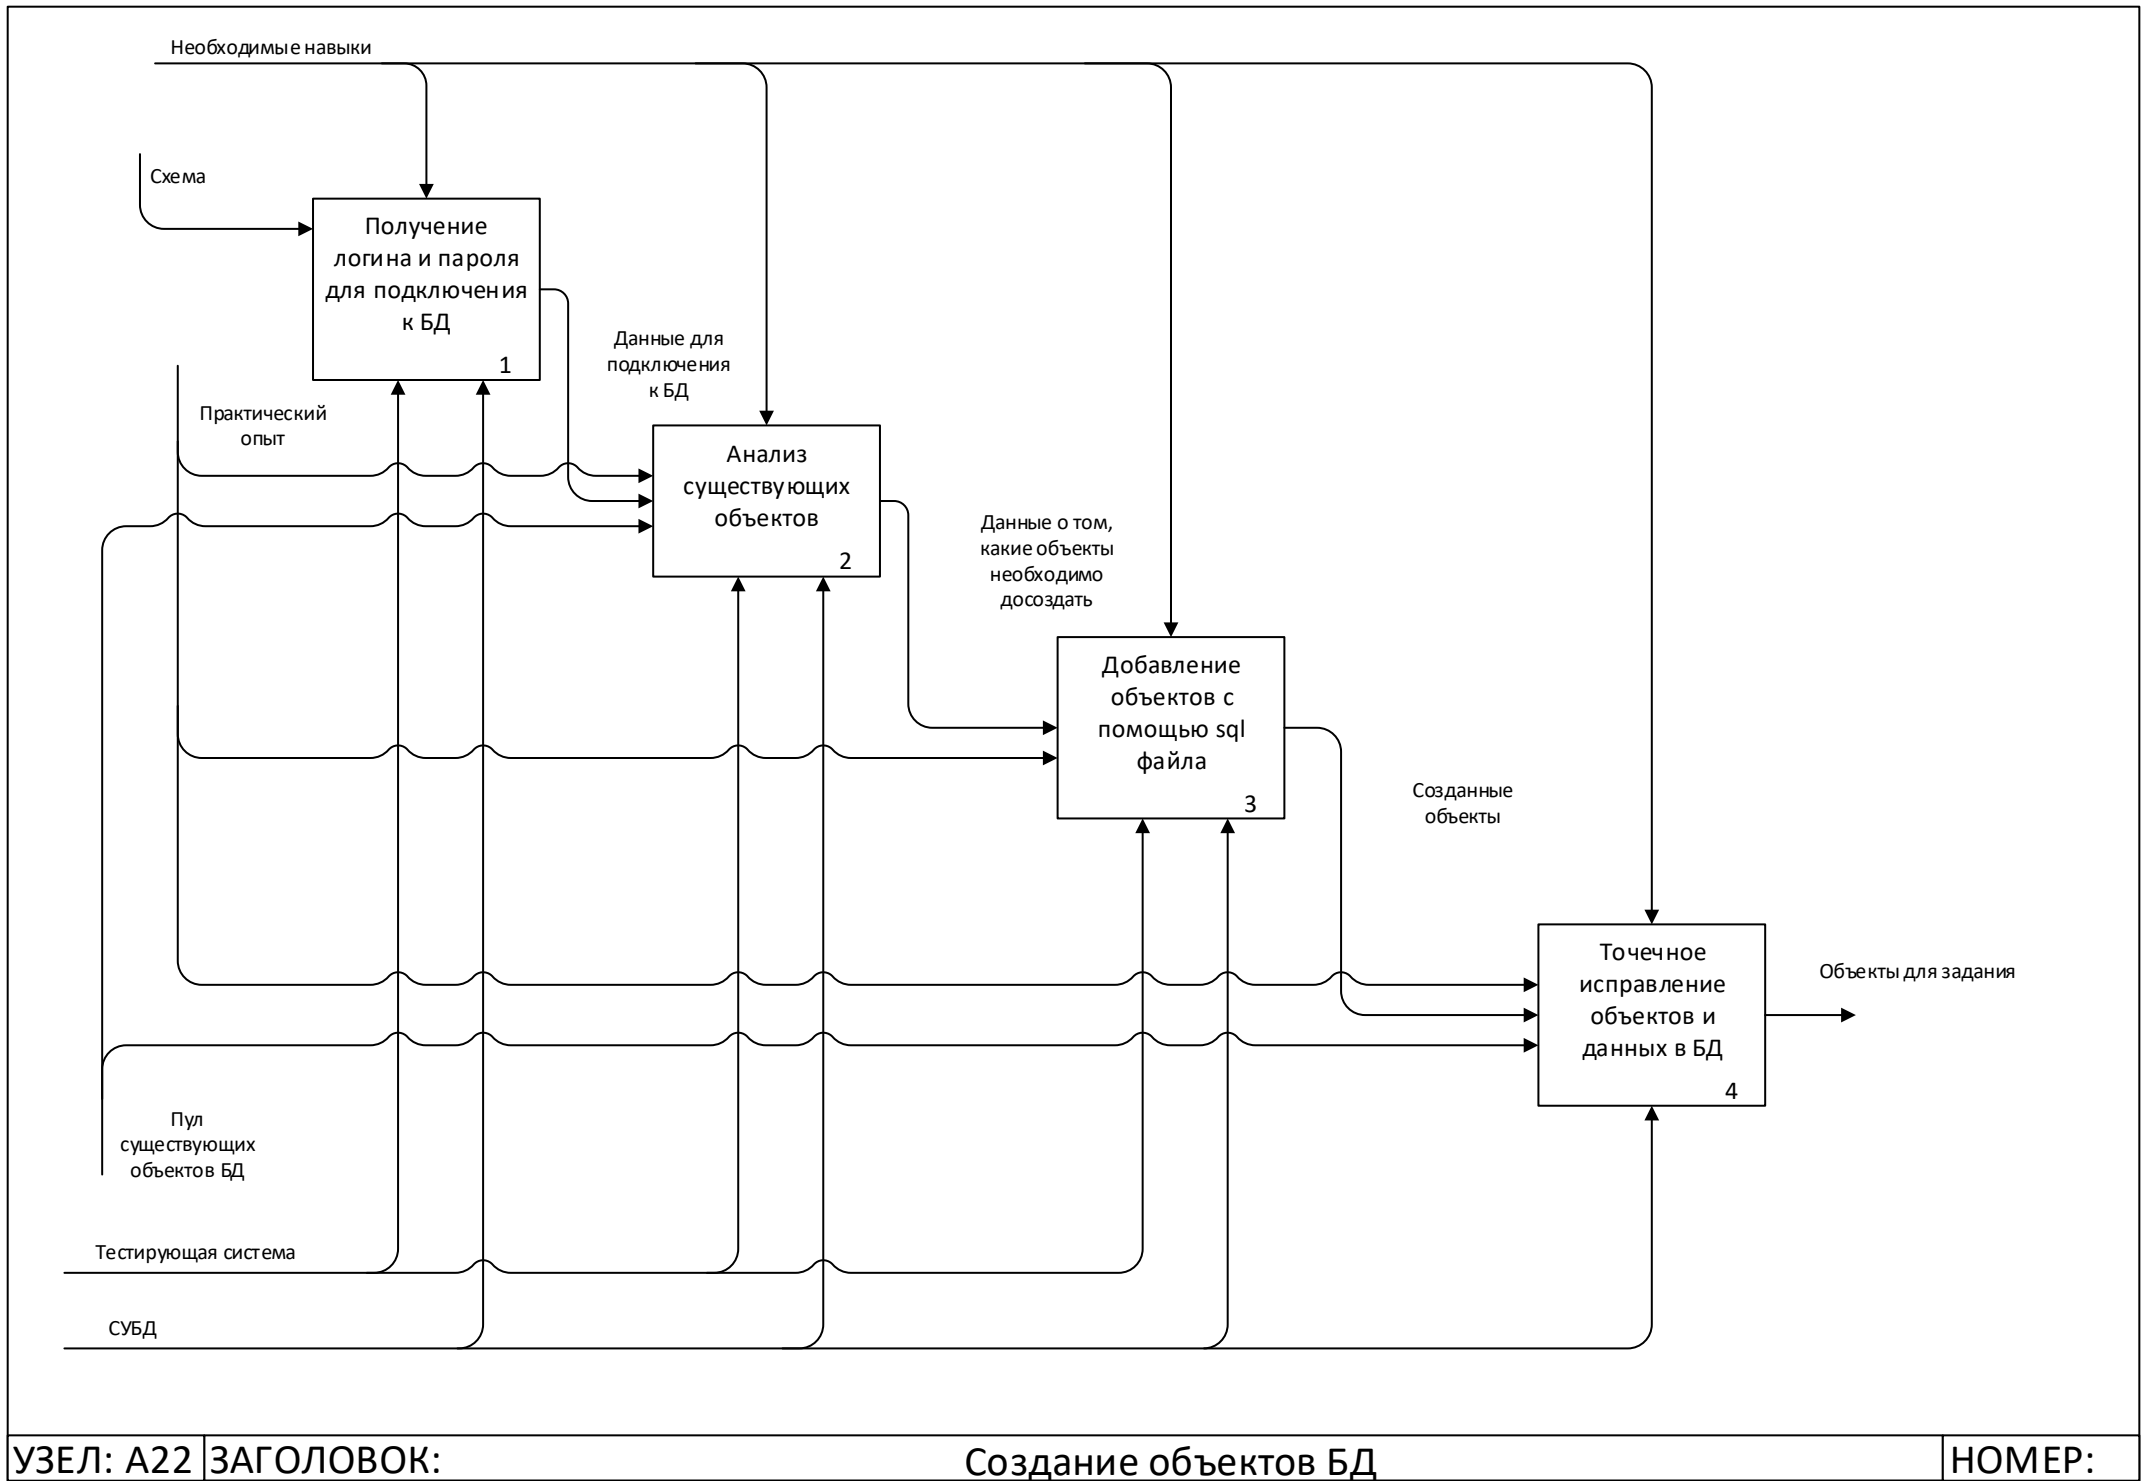 Необходимые навыки
Схема
Получение
логина и пароля
для подключения
к БД
1
Данные для
подключения
к БД
Практический
опыт
Анализ
существующих
объектов
2
Данные о том,
какие объекты
необходимо
досоздать
Добавление
объектов с
помощью sql
файла
3
Созданные
объекты
Точечное
исправление
объектов и
данных в БД
4
Объекты для задания
Пул
существующих
объектов БД
Тестирующая система
СУБД
УЗЕЛ: А22 ЗАГОЛОВОК: Создание объектов БД НОМЕР: